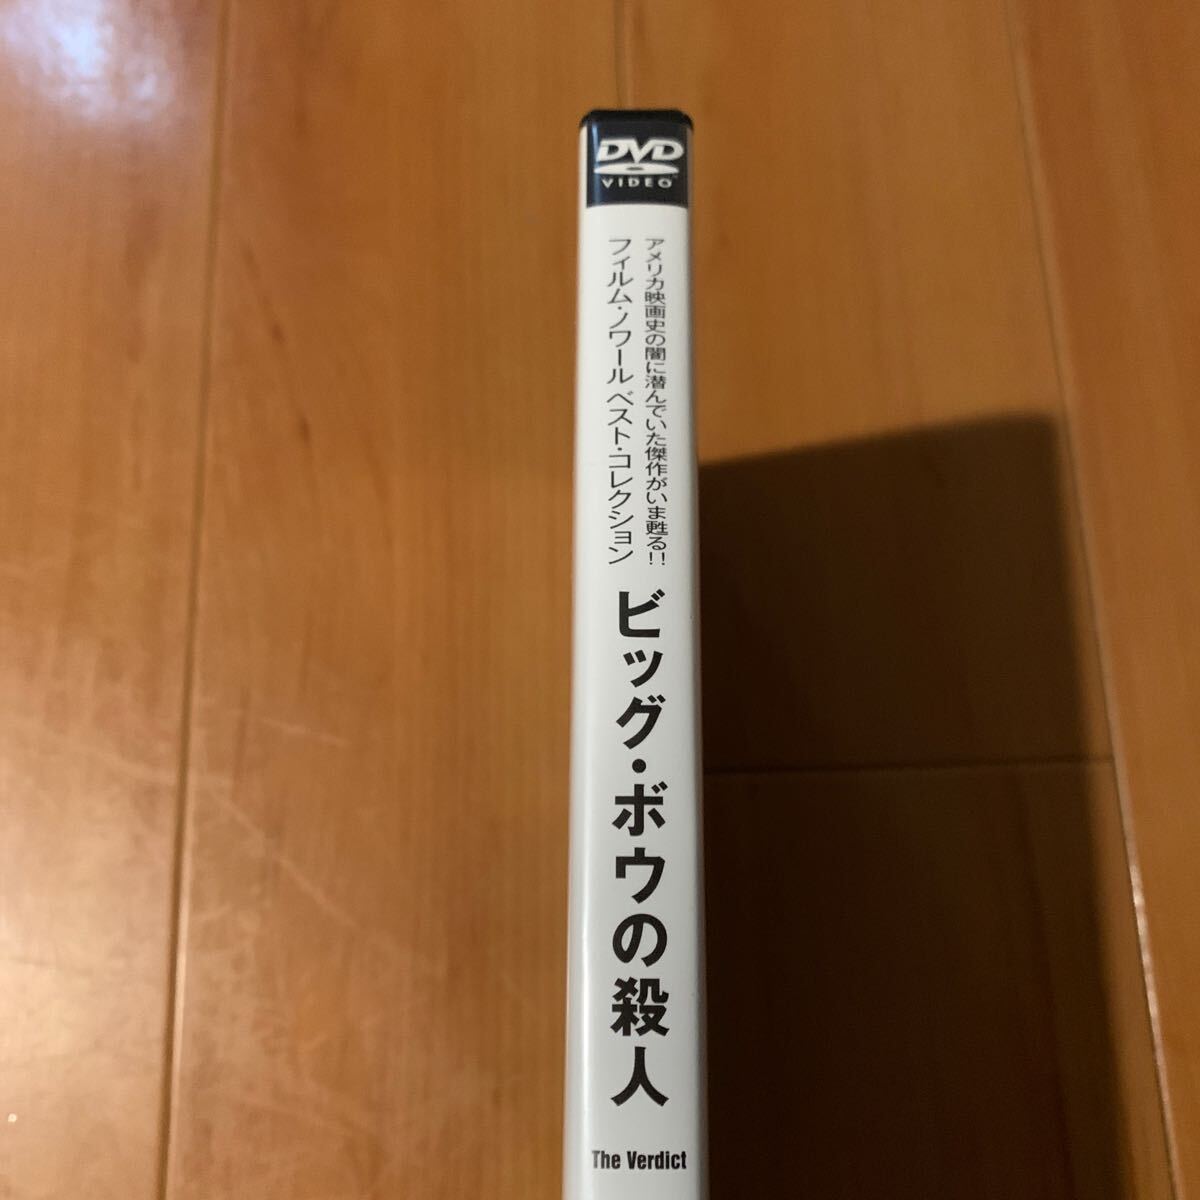 DVD
VIDEO™
アメリカ映画史の闇に潜んでいた傑作がいま甦る!!
フィルム・ノワール ベスト・コレクション
ビッグ・ボウの殺人
The Verdict